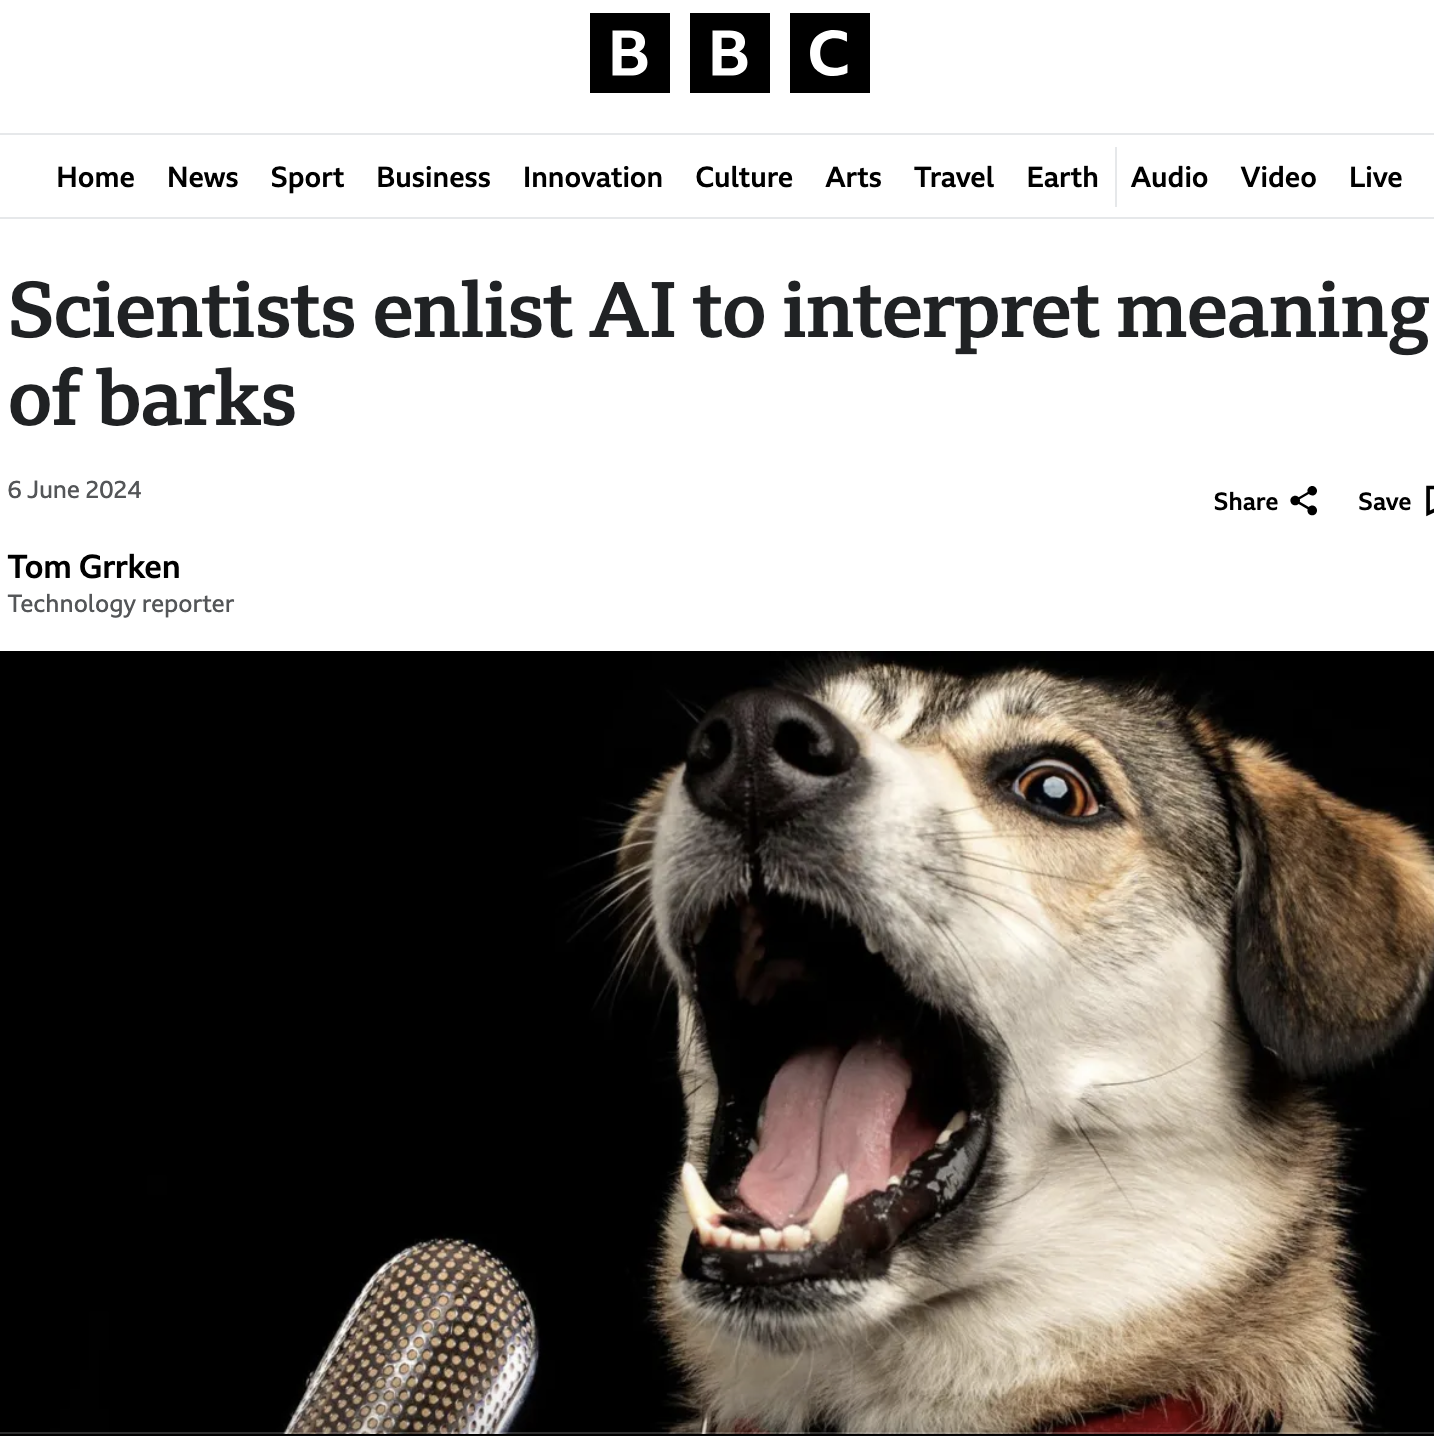 BBC
Home News Sport Business Innovation Culture Arts Travel Earth Audio Video Live
Scientists enlist AI to interpret meaning
of barks
6 June 2024
Share Save
Tom Grrken
Technology reporter